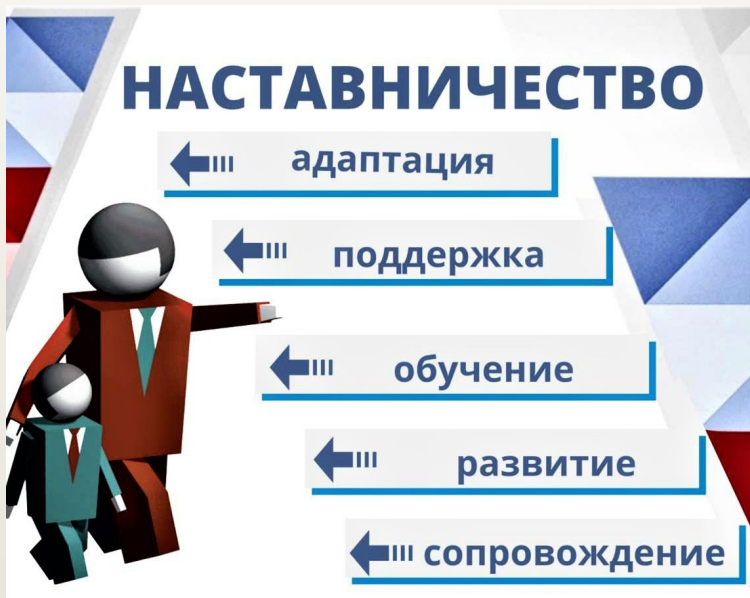 НАСТАВНИЧЕСТВО
адаптация
поддержка
обучение
развитие
сопровождение